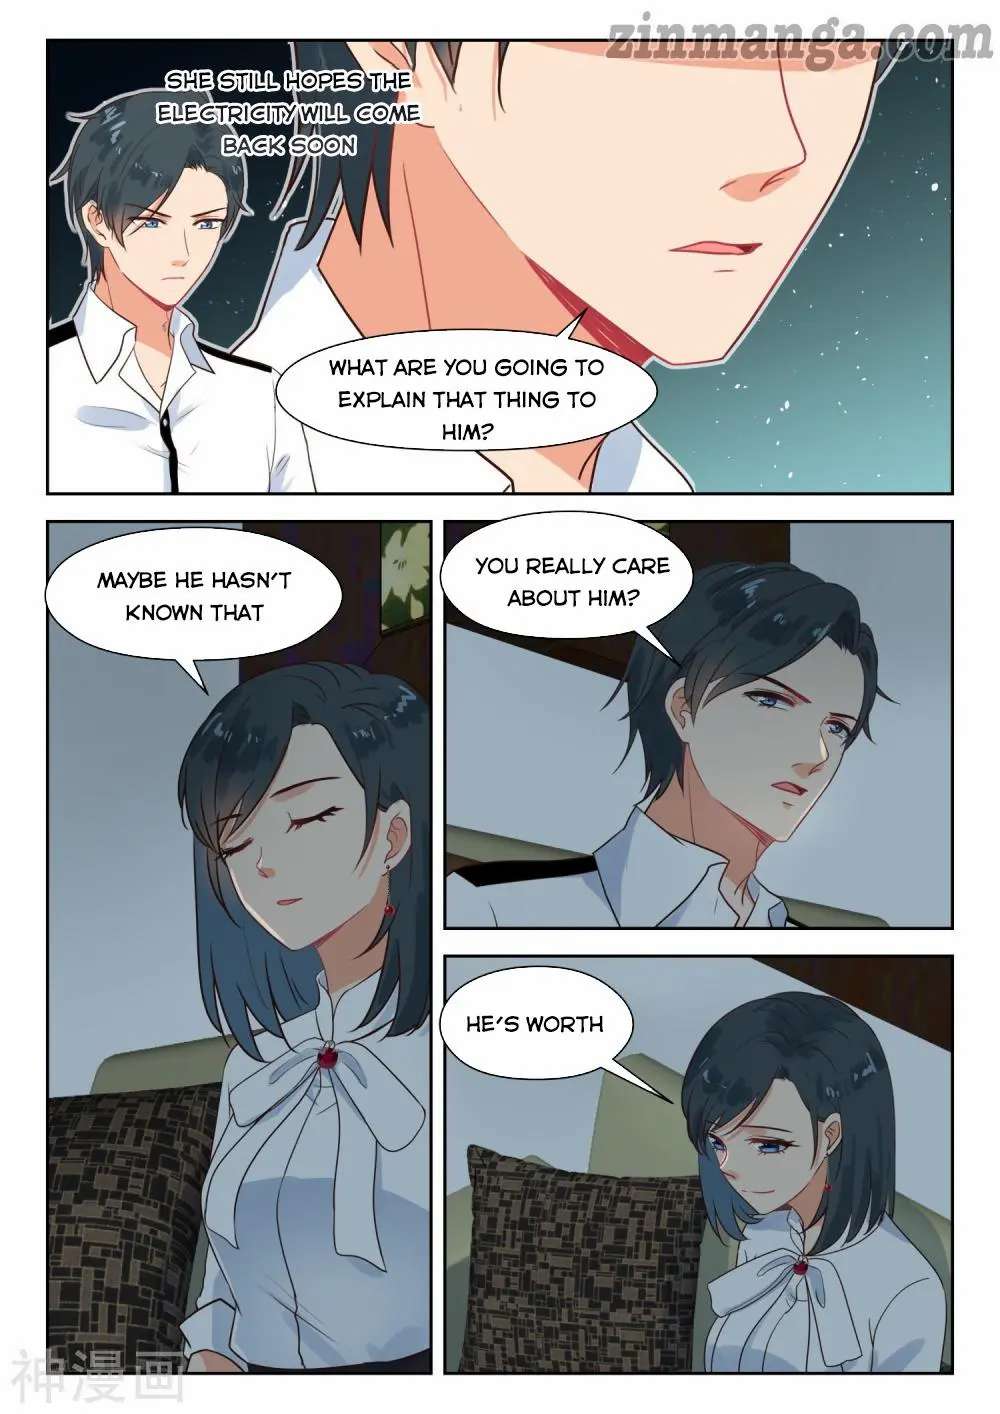 zinmanga.com
SHE STILL HOPES THE
ELECTRICITY WILL COME
BACK SOON
WHAT ARE YOU GOING TO
EXPLAIN THAT THING TO
HIM?
MAYBE HE HASN'T
KNOWN THAT
YOU REALLY CARE
ABOUT HIM?
HE'S WORTH
神漫画